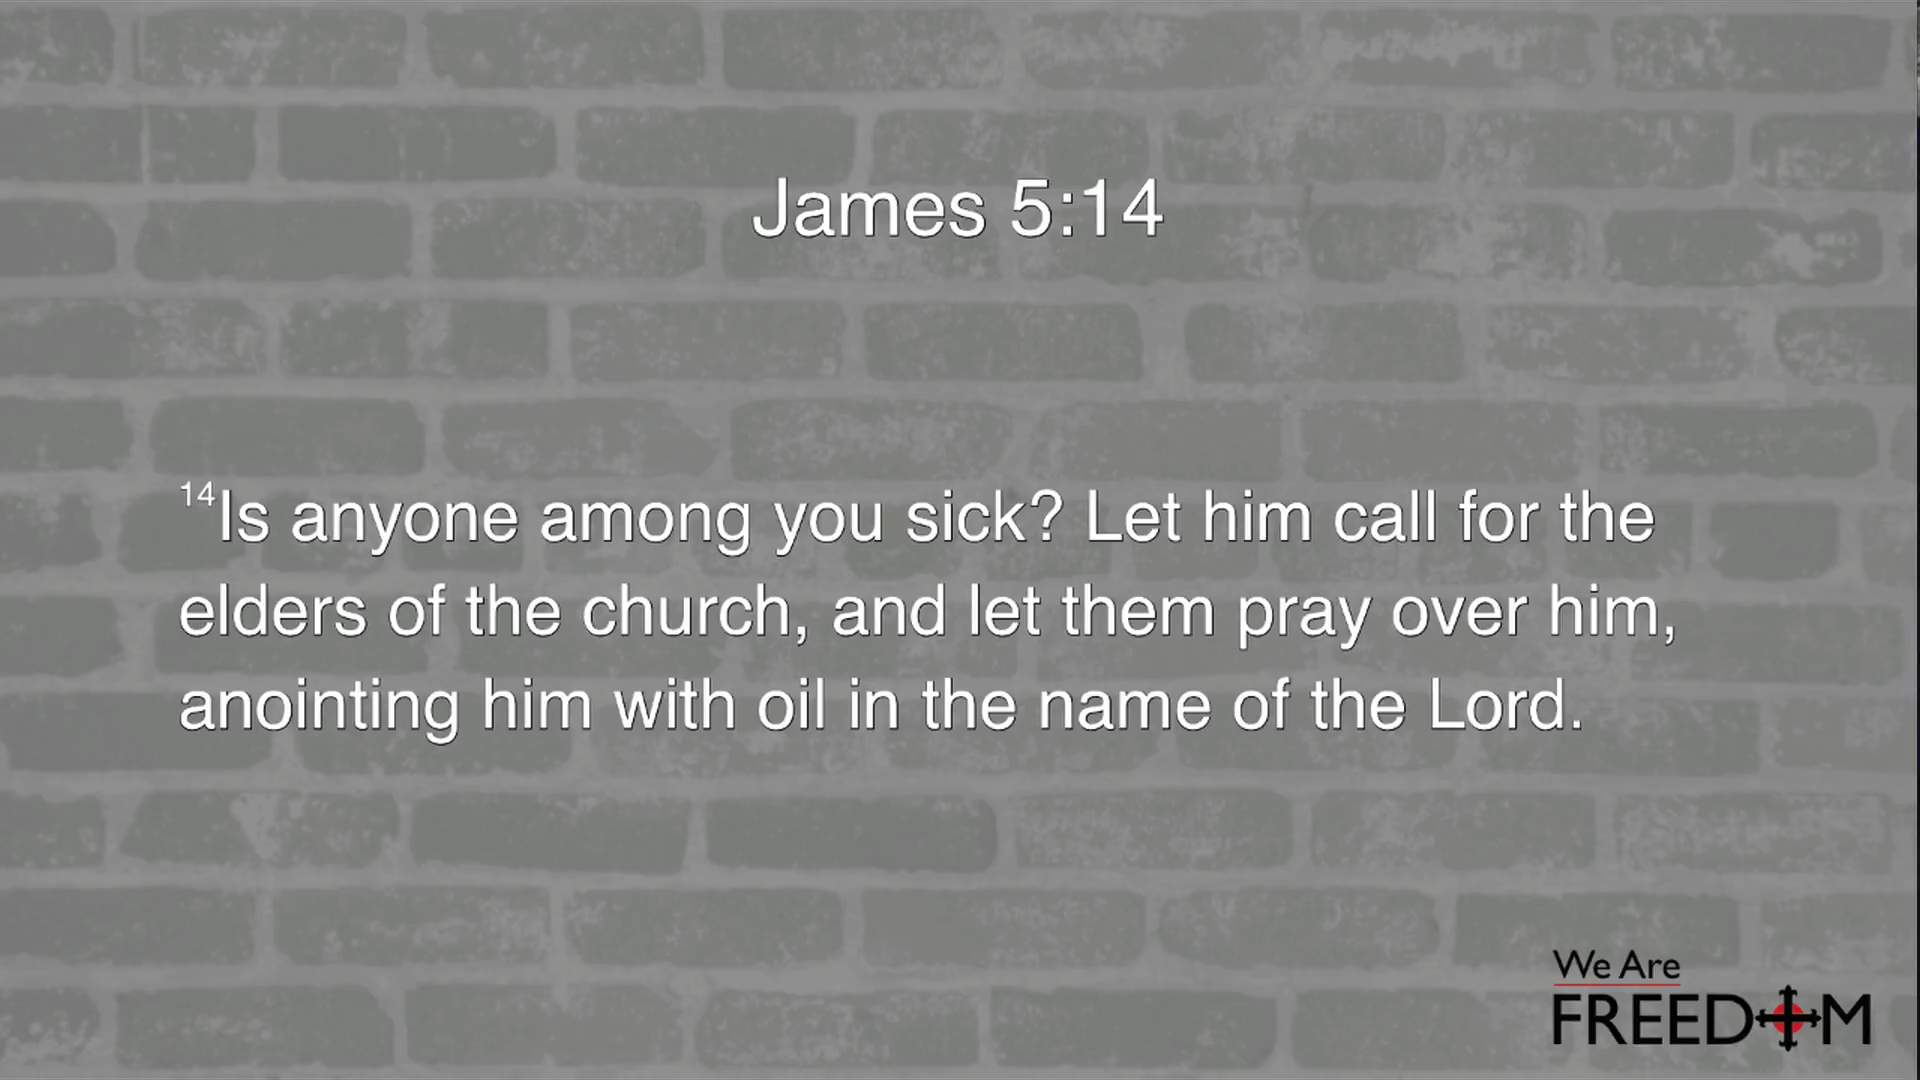 James 5:14
14Is anyone among you sick? Let him call for the
elders of the church, and let them pray over him,
anointing him with oil in the name of the Lord.
We Are
FREEDOM